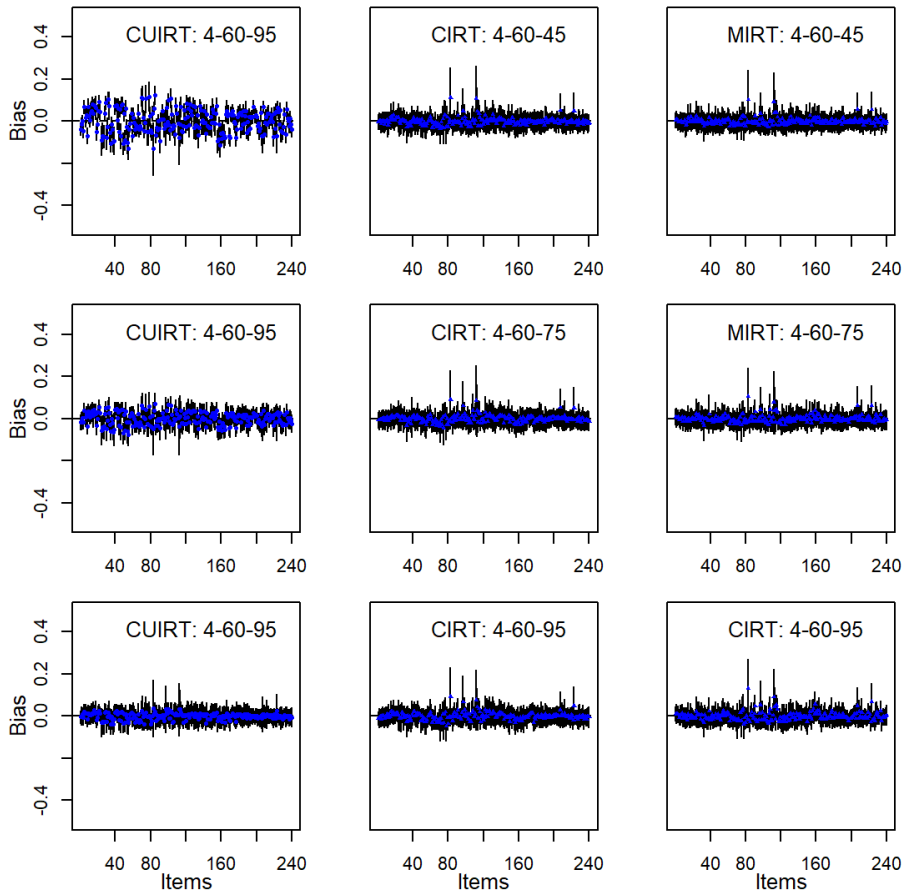 CUIRT: 4-60-95
CIRT: 4-60-45
MIRT: 4-60-45
Bias
0.4
0.2
0.0
-0.4
40 80 160 240
40 80 160 240
40 80 160 240
CUIRT: 4-60-95
CIRT: 4-60-75
MIRT: 4-60-75
Bias
0.4
0.2
0.0
-0.4
40 80 160 240
40 80 160 240
40 80 160 240
CUIRT: 4-60-95
CIRT: 4-60-95
CIRT: 4-60-95
Bias
0.4
0.2
0.0
-0.4
40 80 160 240
40 80 160 240
40 80 160 240
Items
Items
Items